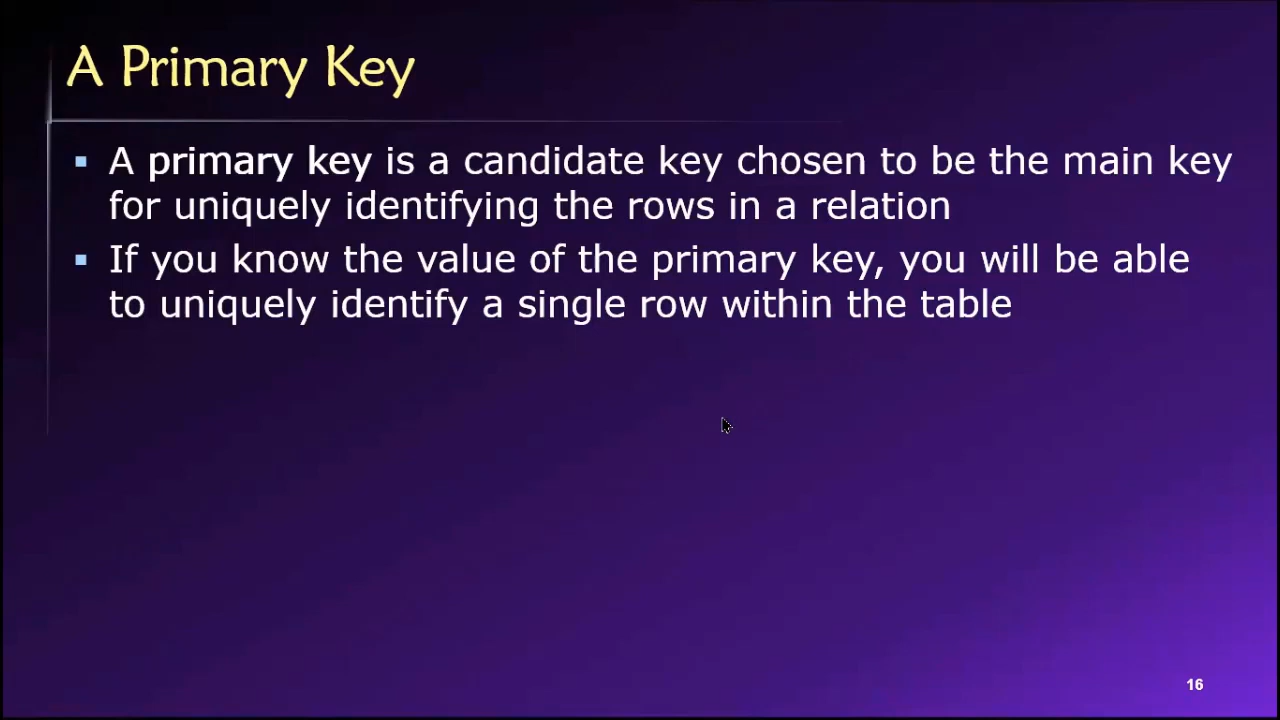 A Primary Key
▪ A primary key is a candidate key chosen to be the main key
for uniquely identifying the rows in a relation
▪ If you know the value of the primary key, you will be able
to uniquely identify a single row within the table
16